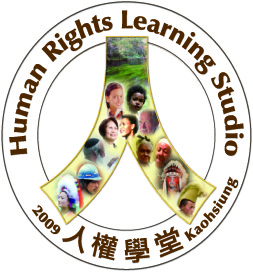 Human Rights Learning Studio
2009 人權學堂 Kaohsiung